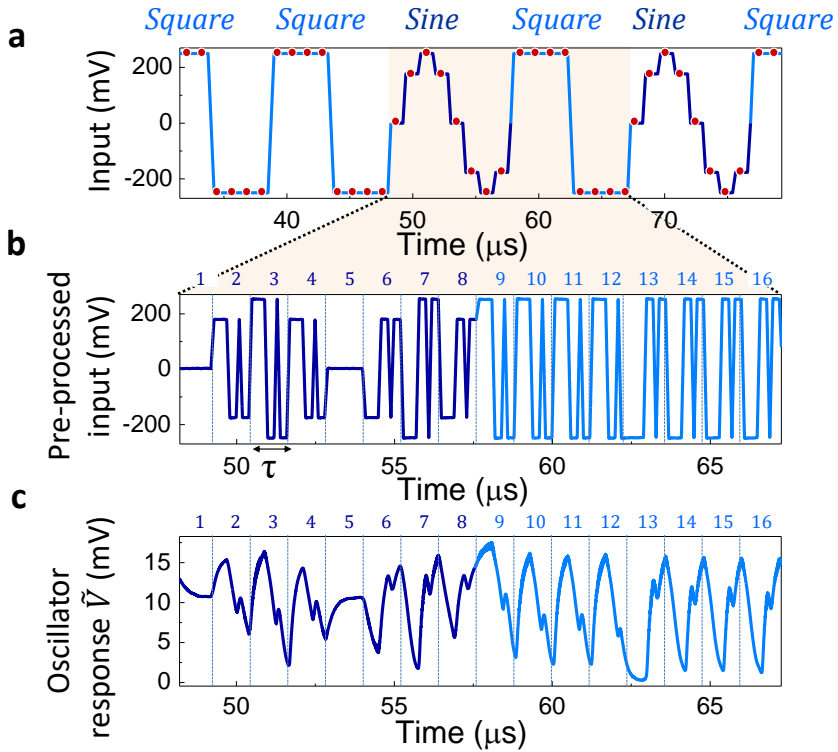 Square Square Sine Square Sine Square
a
Input (mV)
200
0
-200
40 50 60 70
Time (μs)
b
1 2 3 4 5 6 7 8 9 10 11 12 13 14 15 16
Pre-processed
input (mV)
200
0
-200
τ
50 55 60 65
Time (μs)
c
1 2 3 4 5 6 7 8 9 10 11 12 13 14 15 16
Oscillator
response Ṽ (mV)
15
10
5
0
50 55 60 65
Time (μs)